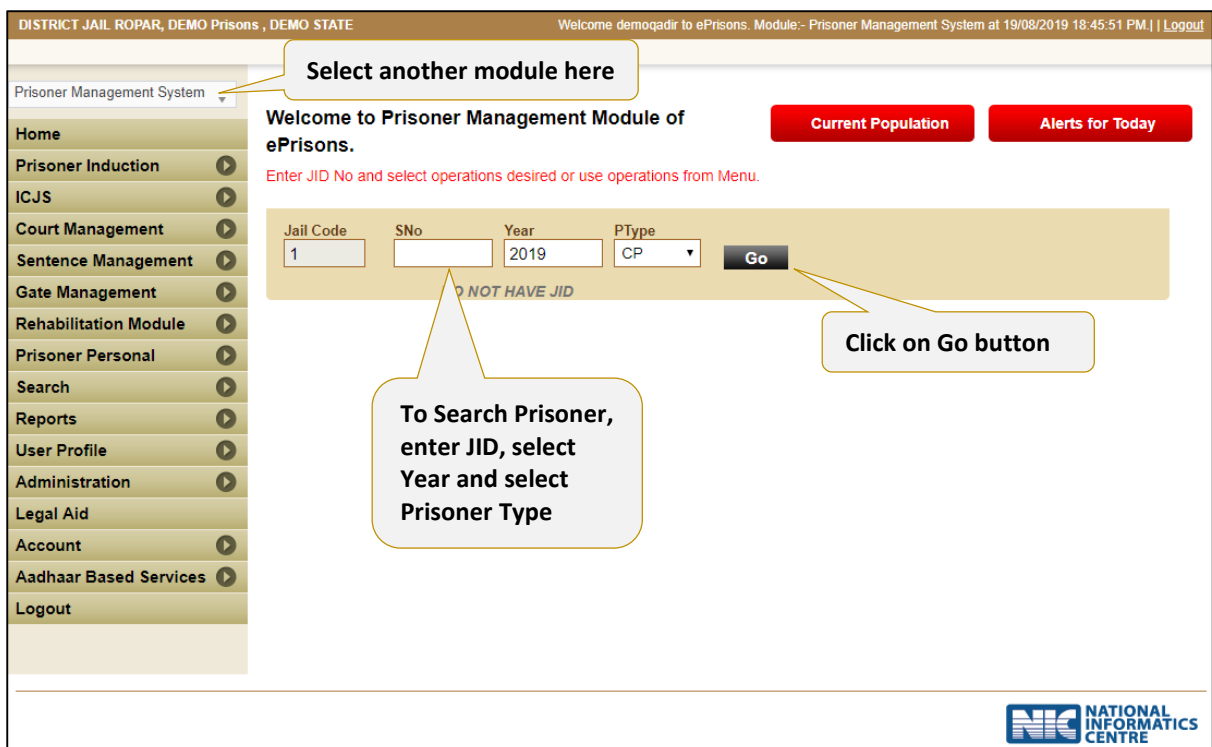 DISTRICT JAIL ROPAR, DEMO Prisons , DEMO STATE
Welcome demoqadir to ePrisons. Module:- Prisoner Management System at 19/08/2019 18:45:51 PM.| | Logout
Select another module here
Prisoner Management System
Home
Prisoner Induction
ICJS
Court Management
Sentence Management
Gate Management
Rehabilitation Module
Prisoner Personal
Search
Reports
User Profile
Administration
Legal Aid
Account
Aadhaar Based Services
Logout
Welcome to Prisoner Management Module of
ePrisons.
Current Population
Alerts for Today
Enter JID No and select operations desired or use operations from Menu.
Jail Code SNo Year PType
1 2019 CP Go
NOT HAVE JID
Click on Go button
To Search Prisoner,
enter JID, select
Year and select
Prisoner Type
NIC
NATIONAL
INFORMATICS
CENTRE